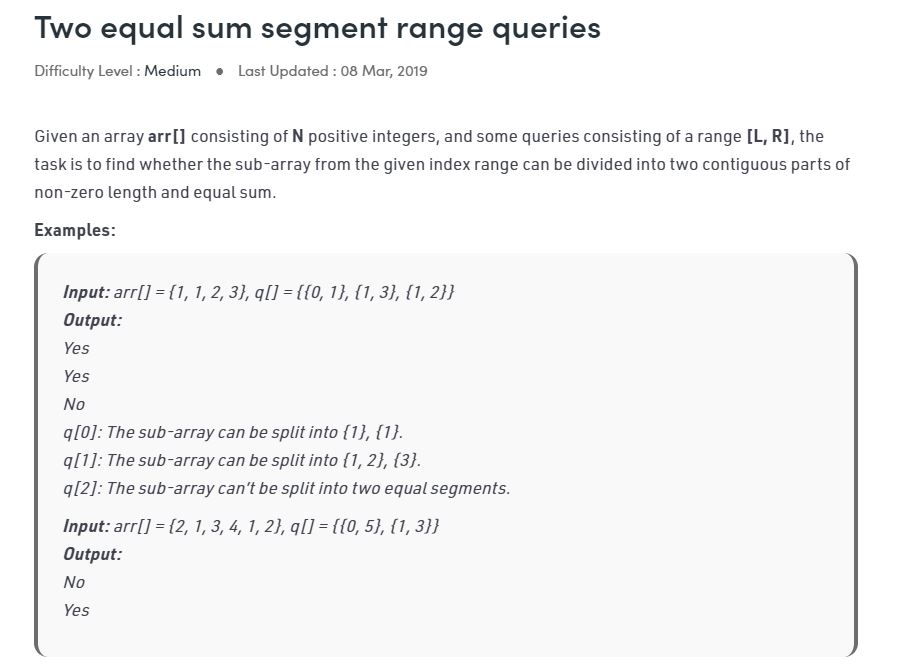 Two equal sum segment range queries
Difficulty Level : Medium ● Last Updated : 08 Mar, 2019
Given an array arr[] consisting of N positive integers, and some queries consisting of a range [L, R], the
task is to find whether the sub-array from the given index range can be divided into two contiguous parts of
non-zero length and equal sum.
Examples:
Input: arr[] = {1, 1, 2, 3}, q[] = {{0, 1}, {1, 3}, {1, 2}}
Output:
Yes
Yes
No
q[0]: The sub-array can be split into {1}, {1}.
q[1]: The sub-array can be split into {1, 2}, {3}.
q[2]: The sub-array can't be split into two equal segments.
Input: arr[] = {2, 1, 3, 4, 1, 2}, q[] = {{0, 5}, {1, 3}}
Output:
No
Yes